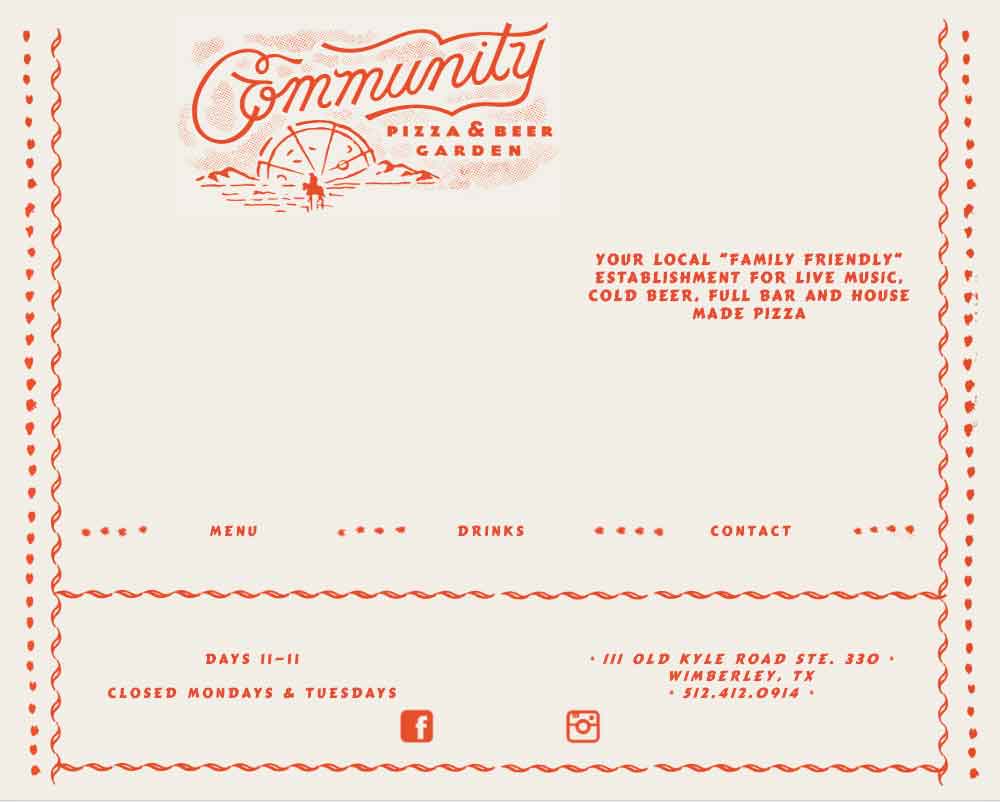 Community
PIZZA & BEER
GARDEN
YOUR LOCAL "FAMILY FRIENDLY"
ESTABLISHMENT FOR LIVE MUSIC,
COLD BEER, FULL BAR AND HOUSE
MADE PIZZA
MENU DRINKS CONTACT
DAYS 11-11
CLOSED MONDAYS & TUESDAYS
· 111 OLD KYLE ROAD STE. 330 ·
WIMBERLEY, TX
· 512.412.0914 ·